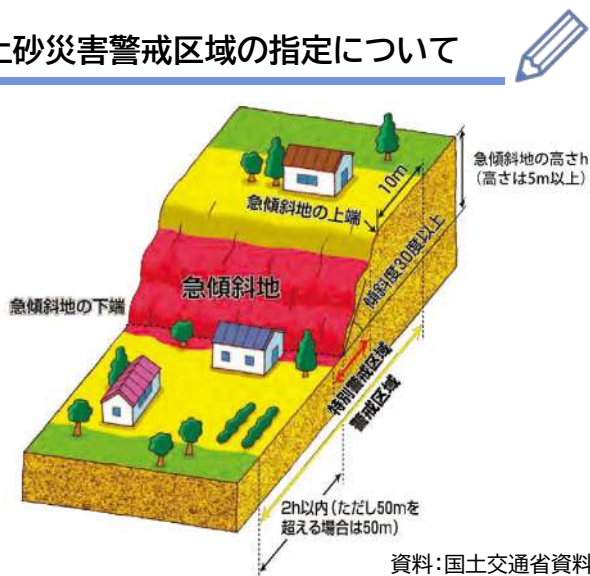 土砂災害警戒区域の指定について
急傾斜地の高さh
(高さは5m以上)
10m
急傾斜地の上端
傾斜度30度以上
急傾斜地
急傾斜地の下端
特別警戒区域
警戒区域
2h以内(ただし50mを
超える場合は50m)
資料:国土交通省資料